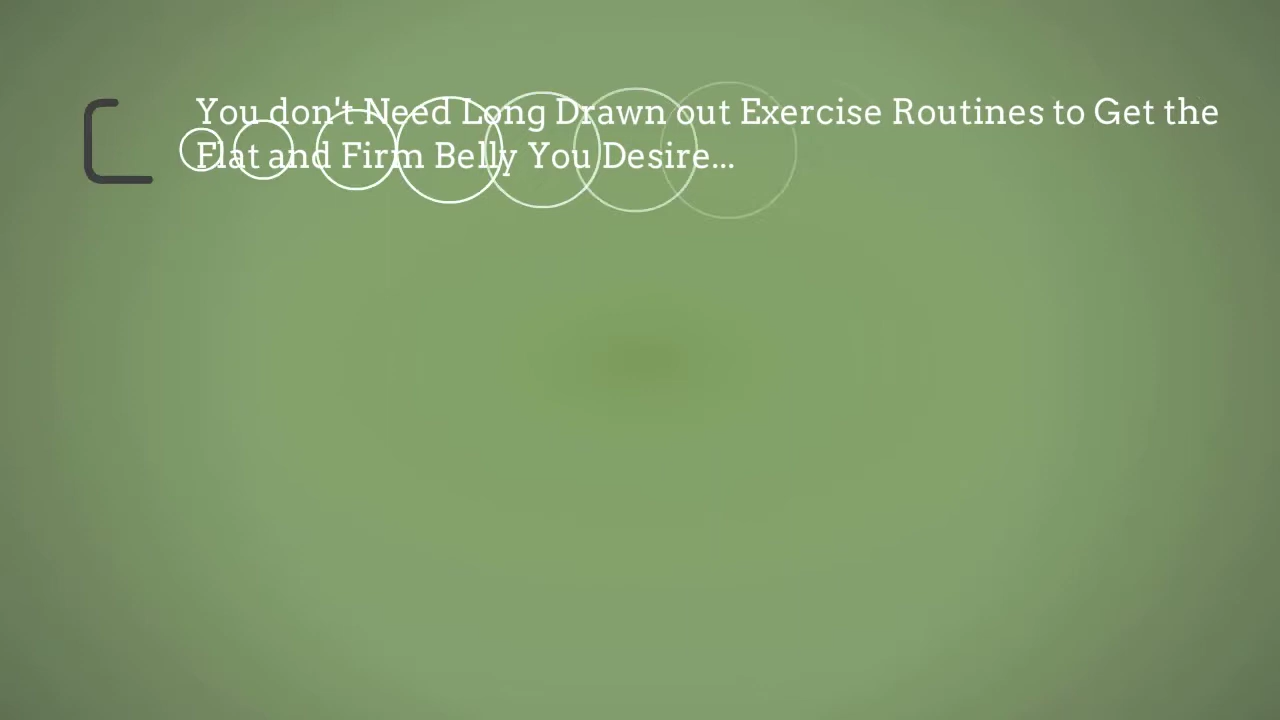 You don't Need Long Drawn out Exercise Routines to Get the
Flat and Firm Belly You Desire...